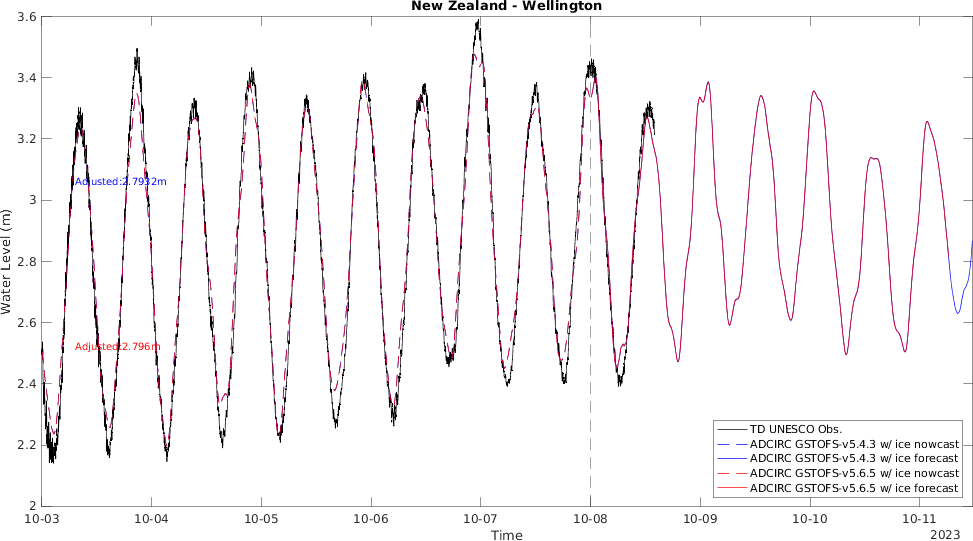 New Zealand - Wellington
3.6
3.4
3.2
3
2.8
2.6
2.4
2.2
2
Water Level (m)
Adjusted:2.7932m
Adjusted:2.796m
TD UNESCO Obs.
ADCIRC GSTOFS-v5.4.3 w/ ice nowcast
ADCIRC GSTOFS-v5.4.3 w/ ice forecast
ADCIRC GSTOFS-v5.6.5 w/ ice nowcast
ADCIRC GSTOFS-v5.6.5 w/ ice forecast
10-03 10-04 10-05 10-06 10-07 10-08 10-09 10-10 10-11
Time
2023